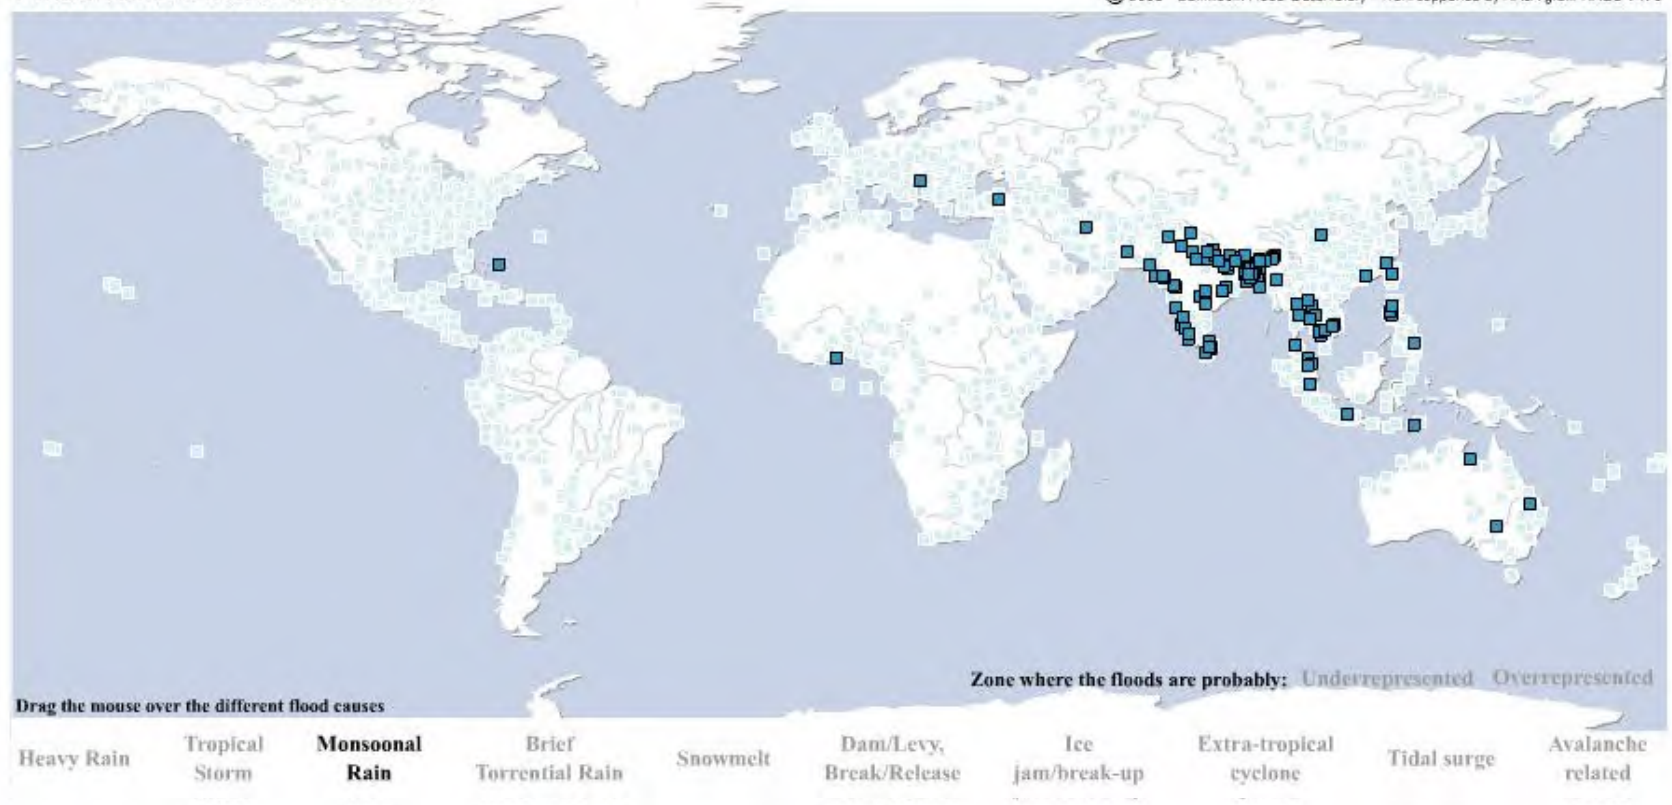 Zone where the floods are probably: Underrepresented Overrepresented
Drag the mouse over the different flood causes
Heavy Rain
Tropical
Storm
Monsoonal
Rain
Brief
Torrential Rain
Snowmelt
Dam/Levy,
Break/Release
Ice
jam/break-up
Extra-tropical
cyclone
Tidal surge
Avalanche
related